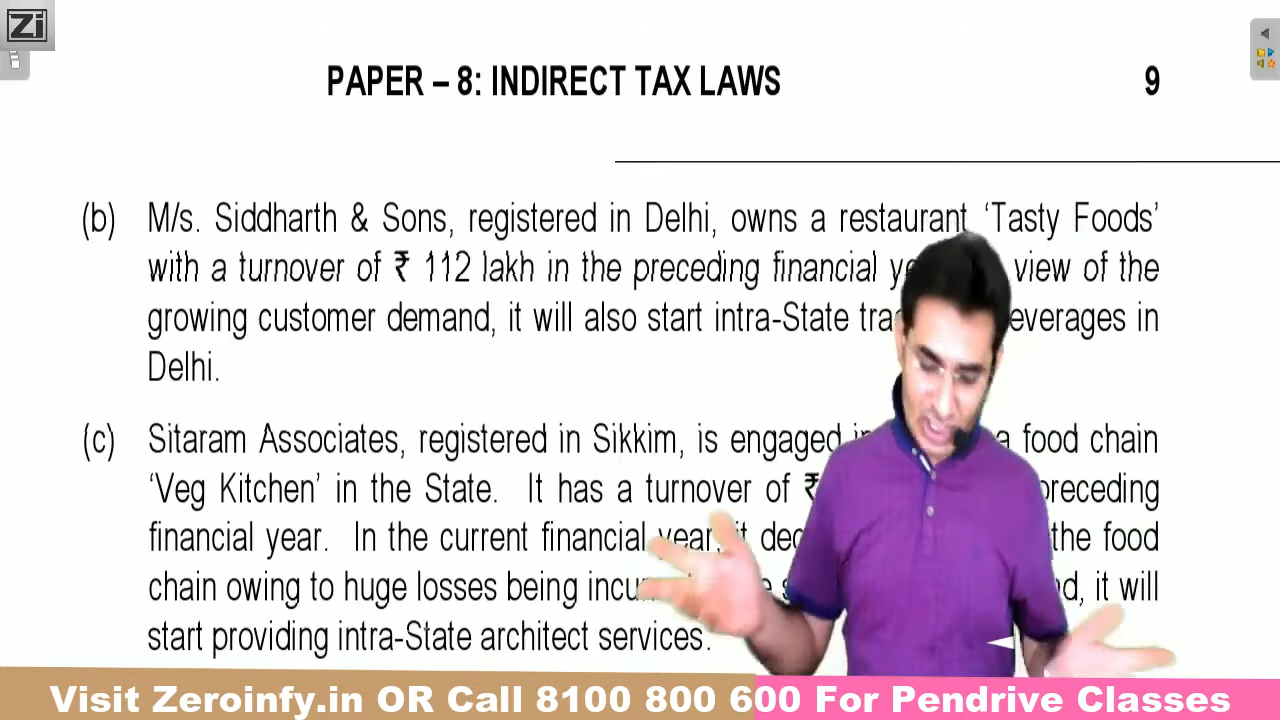 Zi
PAPER – 8: INDIRECT TAX LAWS 9
(b) M/s. Siddharth & Sons, registered in Delhi, owns a restaurant ‘Tasty Foods’
with a turnover of ₹ 112 lakh in the preceding financial view of the
growing customer demand, it will also start intra-State in
Delhi.
(c) Sitaram Associates, registered in Sikkim, is engaged a food chain
‘Veg Kitchen’ in the State. It has a turnover of ₹ preceding
financial year. In the current financial year, it the food
chain owing to huge losses being it will
start providing intra-State architect services.
Visit Zeroinfy.in OR Call 8100 800 600 For Pendrive Classes